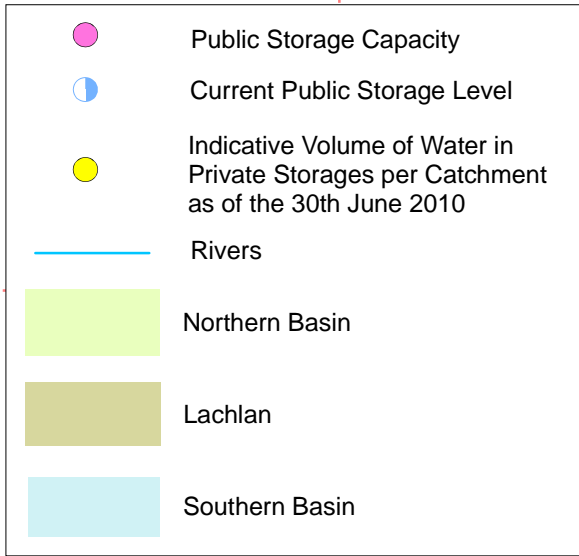 Public Storage Capacity
Current Public Storage Level
Indicative Volume of Water in
Private Storages per Catchment
as of the 30th June 2010
Rivers
Northern Basin
Lachlan
Southern Basin